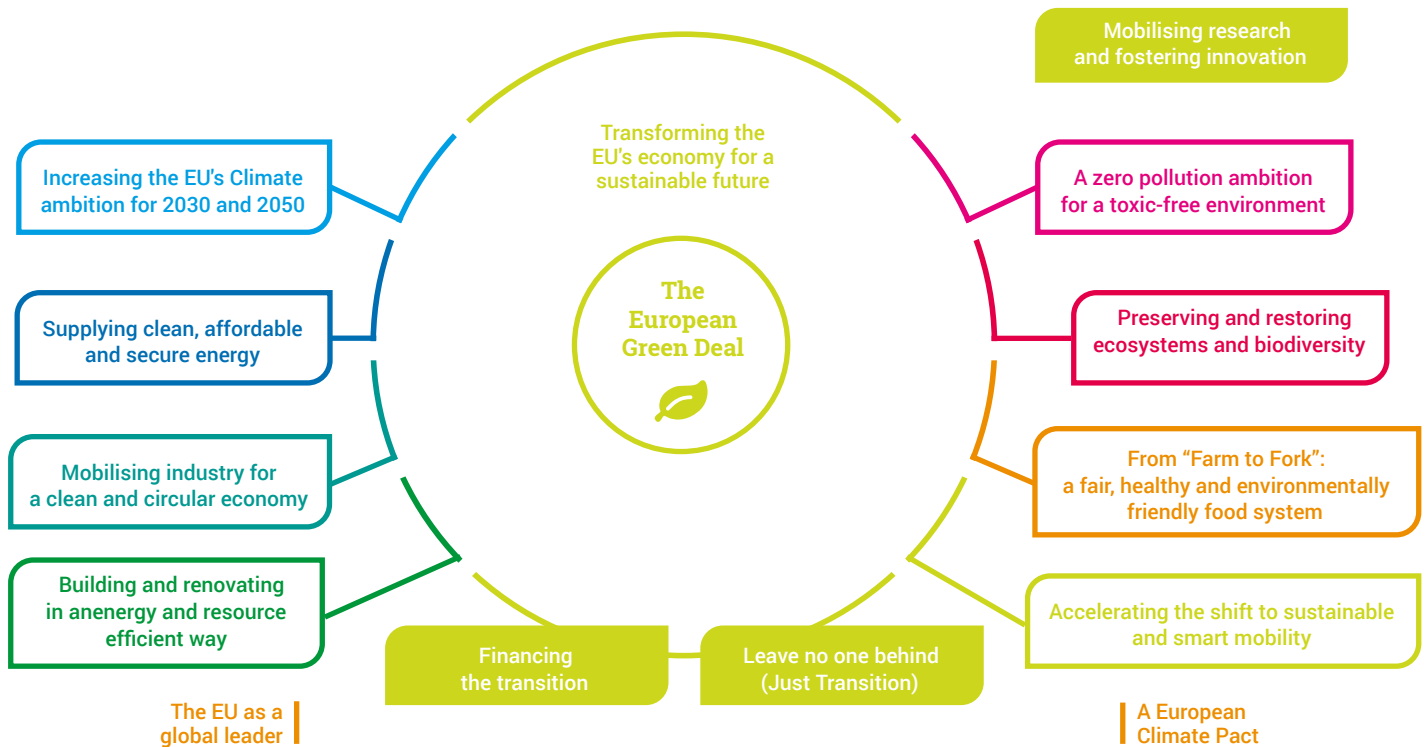 Mobilising research
and fostering innovation
Transforming the
EU's economy for a
sustainable future
Increasing the EU's Climate
ambition for 2030 and 2050
A zero pollution ambition
for a toxic-free environment
The
European
Green Deal
Supplying clean, affordable
and secure energy
Preserving and restoring
ecosystems and biodiversity
Mobilising industry for
a clean and circular economy
From “Farm to Fork”:
a fair, healthy and environmentally
friendly food system
Building and renovating
in anenergy and resource
efficient way
Accelerating the shift to sustainable
and smart mobility
Financing
the transition
Leave no one behind
(Just Transition)
The EU as a
global leader
A European
Climate Pact